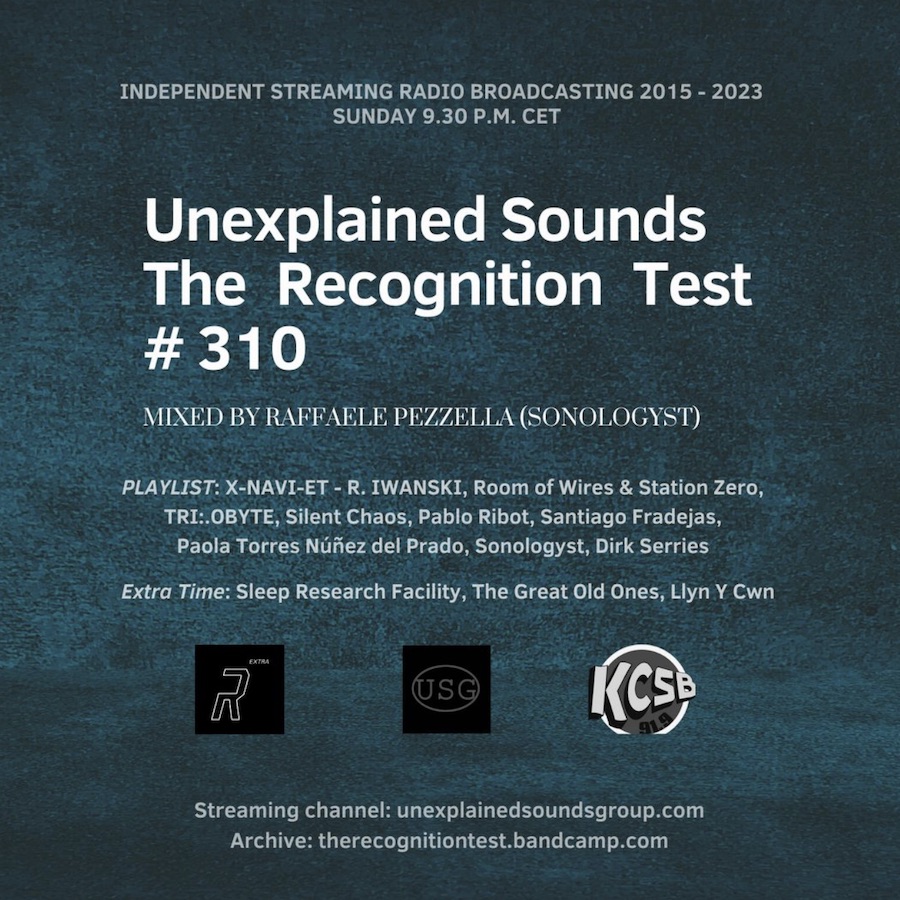 INDEPENDENT STREAMING RADIO BROADCASTING 2015 - 2023
SUNDAY 9.30 P.M. CET
Unexplained Sounds
The Recognition Test
# 310
MIXED BY RAFFAELE PEZZELLA (SONOLOGYST)
PLAYLIST: X-NAVI-ET - R. IWANSKI, Room of Wires & Station Zero,
TRI:.OBYTE, Silent Chaos, Pablo Ribot, Santiago Fradejas,
Paola Torres Núñez del Prado, Sonologyst, Dirk Serries
Extra Time: Sleep Research Facility, The Great Old Ones, Llyn Y Cwn
EXTRA
R
USG
KCSB
91.9
Streaming channel: unexplainedsoundsgroup.com
Archive: therecognitiontest.bandcamp.com